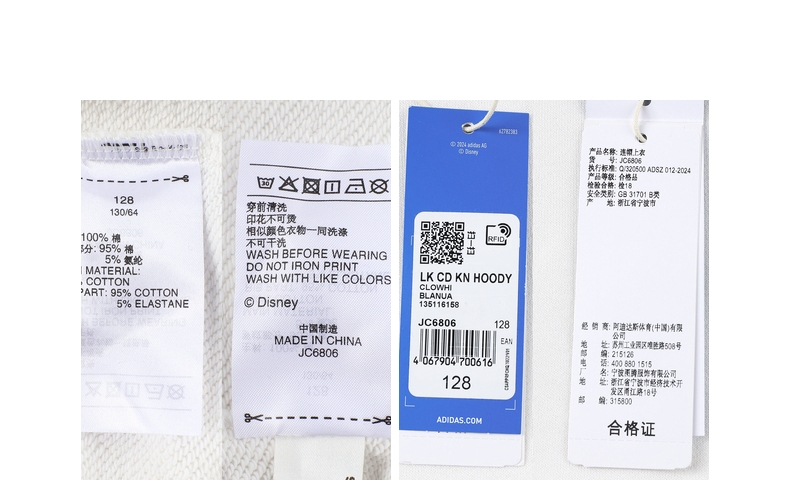 128
130/64
100% 棉
分: 95% 棉
5% 氨纶
MATERIAL:
COTTON
PART: 95% COTTON
5% ELASTANE
穿前清洗
印花不可烫
相似颜色衣物一同洗涤
不可干洗
WASH BEFORE WEARING
DO NOT IRON PRINT
WASH WITH LIKE COLORS
© Disney
中国制造
MADE IN CHINA
JC6806
© 2024 adidas AG
© Disney
RFID
LK CD KN HOODY
CLOWHI
BLANUA
135116158
JC6806 128
EAN
4 067904 700616
128
ADIDAS.COM
产品名称: 连帽上衣
货 号: JC6806
执行标准: Q/320500 ADSZ 012-2024
产品等级: 合格品
检验合格: 检18
安全类别: GB 31701 B类
产 地: 浙江省宁波市
经 销 商: 阿迪达斯体育(中国)有限
公司
地 址: 苏州工业园区唯胜路508号
邮 编: 215126
电 话: 400 880 1515
厂 名: 宁波甬腾服饰有限公司
地 址: 浙江省宁波市经济技术开
发区甬江路18号
邮 编: 315800
合格证